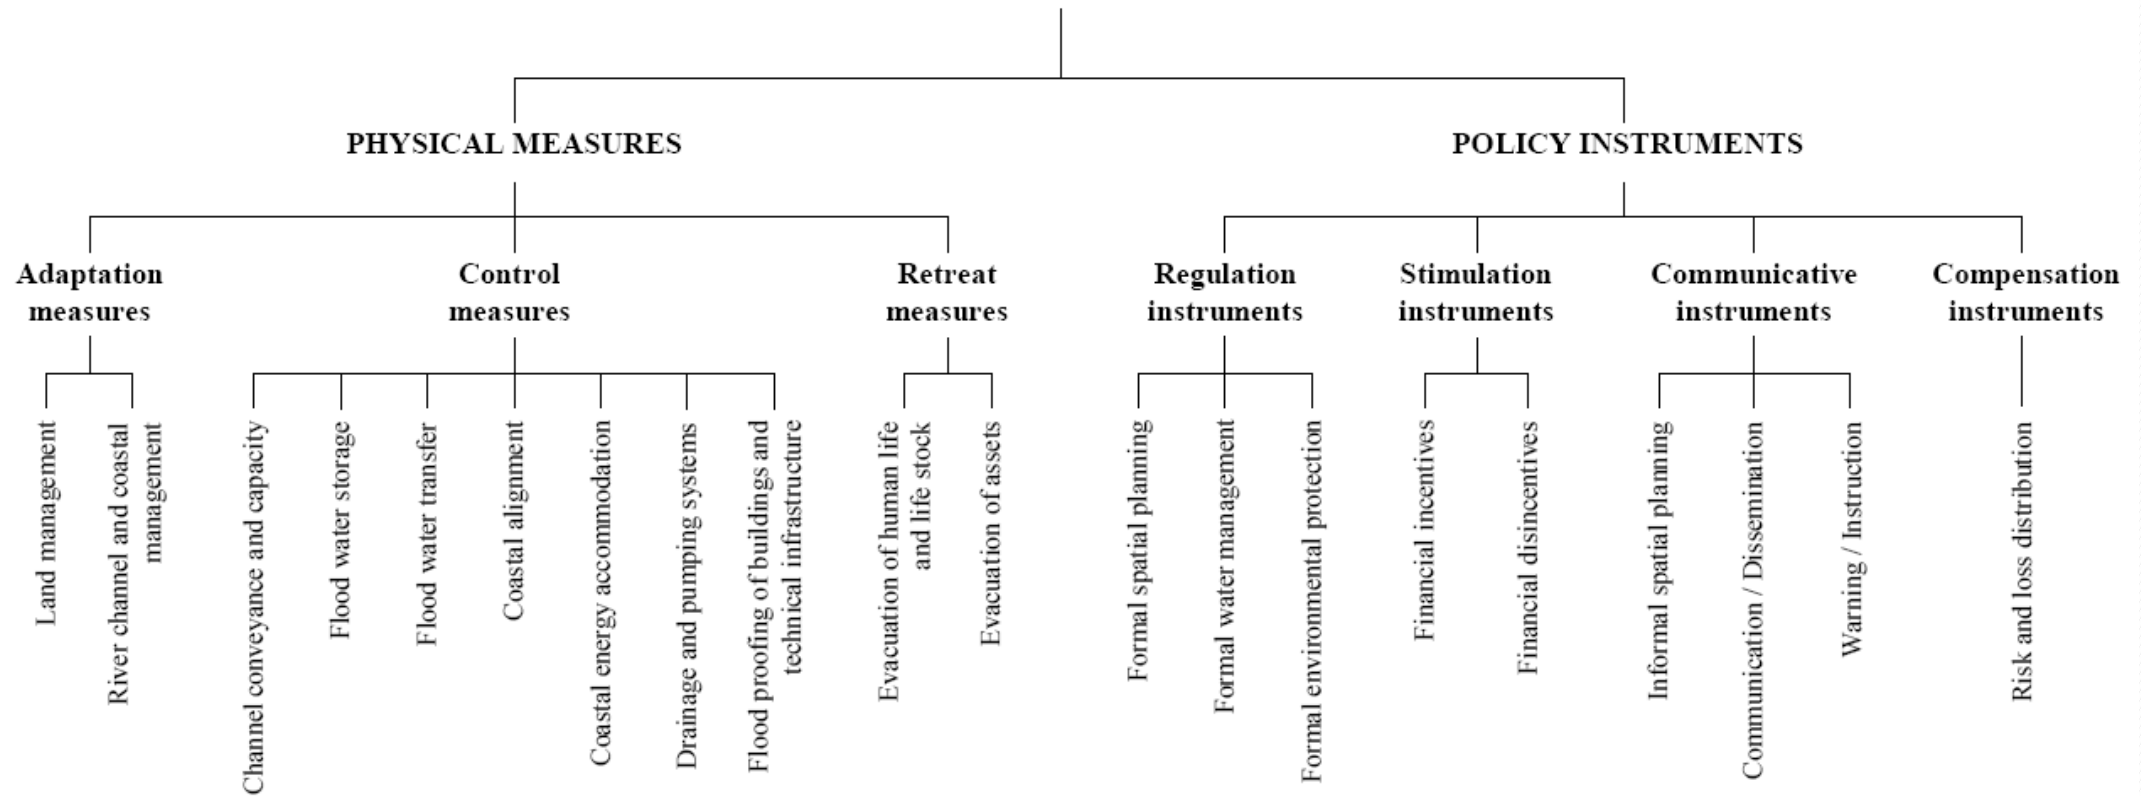 PHYSICAL MEASURES
POLICY INSTRUMENTS
Adaptation
measures
Control
measures
Retreat
measures
Regulation
instruments
Stimulation
instruments
Communicative
instruments
Compensation
instruments
Land management
River channel and coastal
management
Channel conveyance and capacity
Flood water storage
Flood water transfer
Coastal alignment
Coastal energy accommodation
Drainage and pumping systems
Flood proofing of buildings and
technical infrastructure
Evacuation of human life
and life stock
Evacuation of assets
Formal spatial planning
Formal water management
Formal environmental protection
Financial incentives
Financial disincentives
Informal spatial planning
Communication / Dissemination
Warning / Instruction
Risk and loss distribution